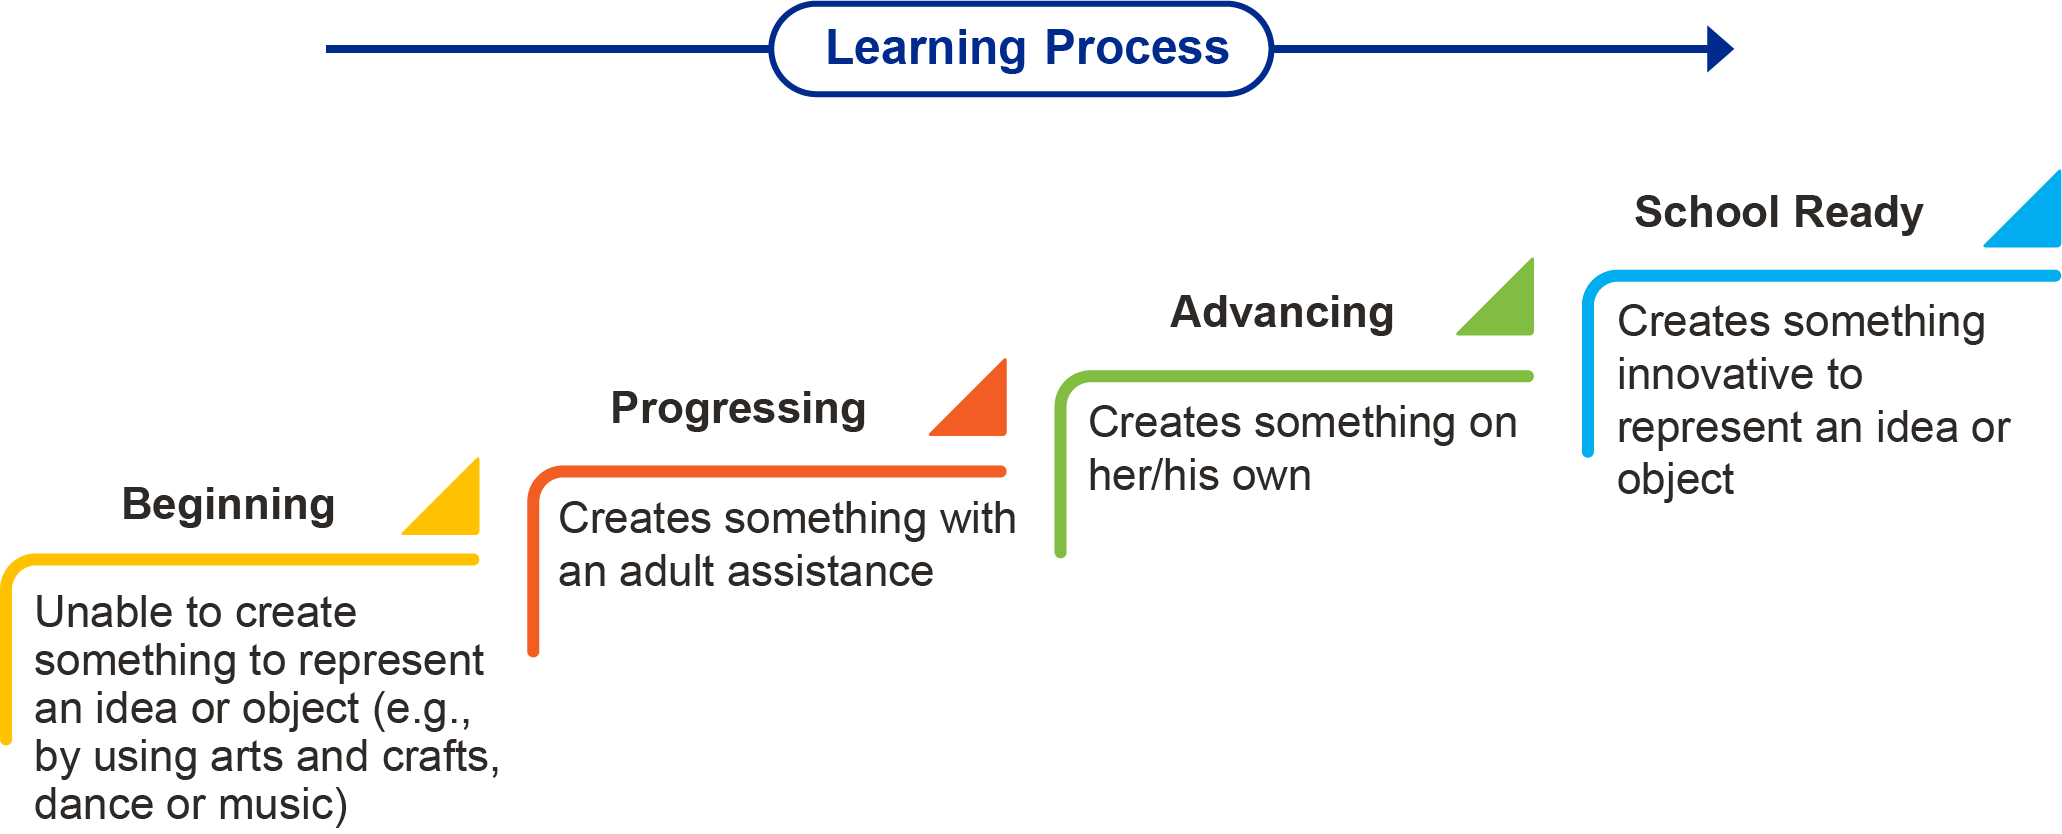 Learning Process
Beginning
Unable to create
something to represent
an idea or object (e.g.,
by using arts and crafts,
dance or music)
Progressing
Creates something with
an adult assistance
Advancing
Creates something on
her/his own
School Ready
Creates something
innovative to
represent an idea or
object